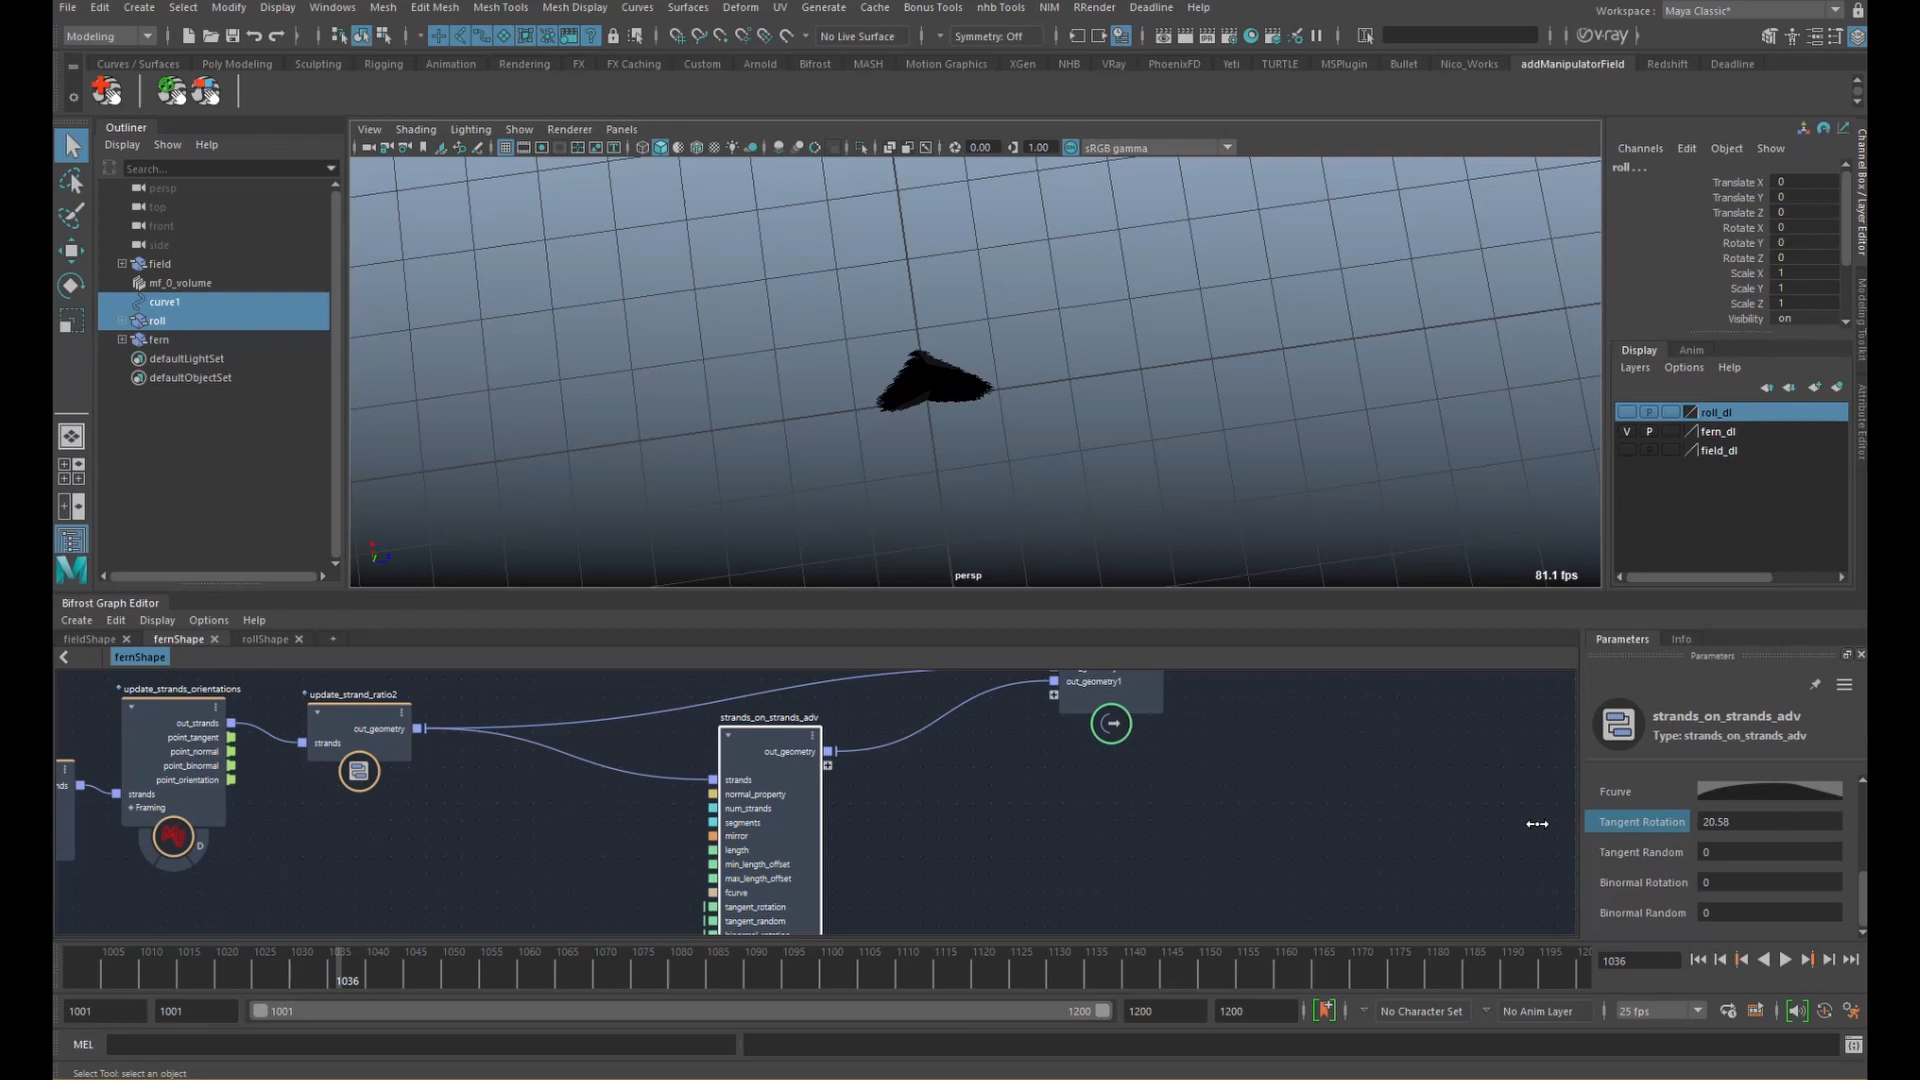 File Edit Create Select Modify Display Windows Mesh Edit Mesh Mesh Tools Mesh Display Curves Surfaces Deform UV Generate Cache Bonus Tools nhb Tools NIM RRender Deadline Help
Workspace : Maya Classic*
Modeling
No Live Surface
Symmetry: Off
v-ray
Curves / Surfaces Poly Modeling Sculpting Rigging Animation Rendering FX FX Caching Custom Arnold Bifrost MASH Motion Graphics XGen NHB VRay PhoenixFD Yeti TURTLE MSPlugin Bullet Nico_Works addManipulatorField Redshift Deadline
Outliner
Display Show Help
Search...
persp
top
front
side
field
mf_0_volume
curve1
roll
fern
defaultLightSet
defaultObjectSet
View Shading Lighting Show Renderer Panels
0.00 1.00 sRGB gamma
persp
81.1 fps
Channels Edit Object Show
roll . . .
Translate X 0
Translate Y 0
Translate Z 0
Rotate X 0
Rotate Y 0
Rotate Z 0
Scale X 1
Scale Y 1
Scale Z 1
Visibility on
Display Anim
Layers Options Help
P roll_dl
V P fern_dl
P field_dl
Channel Box / Layer Editor
Modeling Toolkit
Attribute Editor
Bifrost Graph Editor
Create Edit Display Options Help
fieldShape fernShape rollShape +
fernShape
nds
update_strands_orientations
out_strands
point_tangent
point_normal
point_binormal
point_orientation
strands
Framing
D
update_strand_ratio2
out_geometry
strands
strands_on_strands_adv
out_geometry
strands
normal_property
num_strands
segments
mirror
length
min_length_offset
max_length_offset
fcurve
tangent_rotation
tangent_random
out_geometry1
Parameters Info
Parameters
strands_on_strands_adv
Type: strands_on_strands_adv
Fcurve
Tangent Rotation 20.58
Tangent Random 0
Binormal Rotation 0
Binormal Random 0
1005 1010 1015 1020 1025 1030 1035 1040 1045 1050 1055 1060 1065 1070 1075 1080 1085 1090 1095 1100 1105 1110 1115 1120 1125 1130 1135 1140 1145 1150 1155 1160 1165 1170 1175 1180 1185 1190 1195 120
1036
1036
1001 1001 1001 1200 1200 1200 No Character Set No Anim Layer 25 fps
MEL
Select Tool: select an object